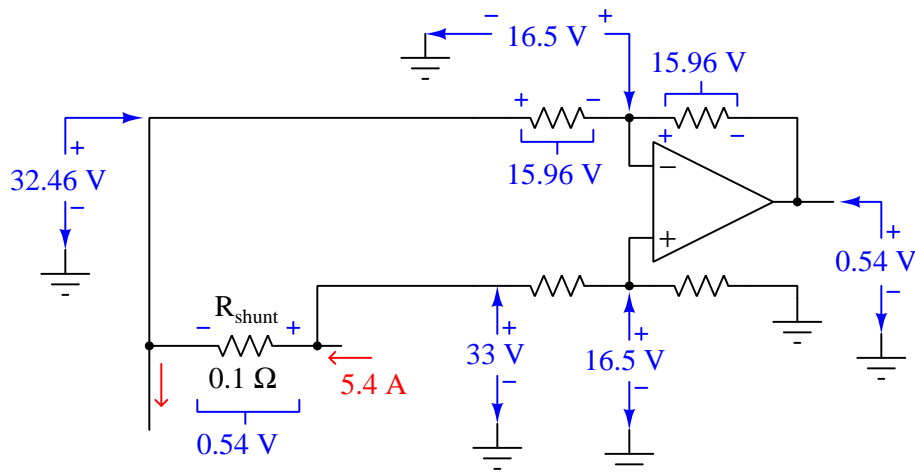 − 16.5 V +
15.96 V
+ −
+ −
+
32.46 V
−
15.96 V
−
+
+
0.54 V
−
R_shunt
− +
0.1 Ω
5.4 A
0.54 V
+
33 V
−
+
16.5 V
−